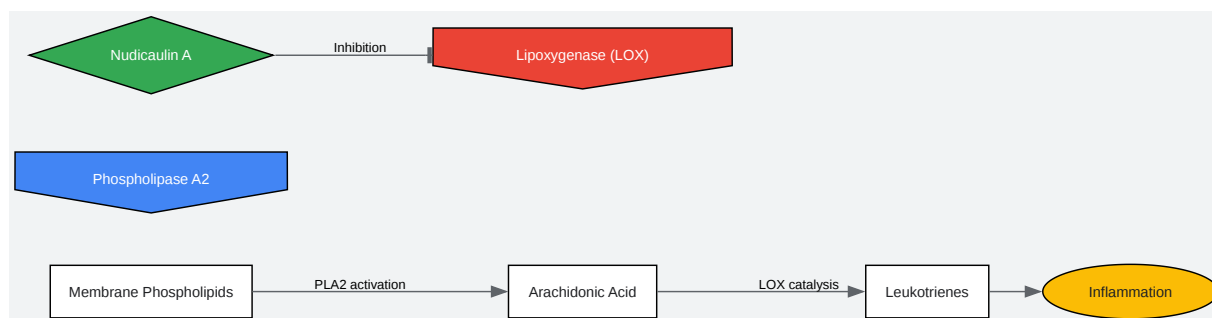 Nudicaulin A
Inhibition
Lipoxygenase (LOX)
Phospholipase A2
Membrane Phospholipids
PLA2 activation
Arachidonic Acid
LOX catalysis
Leukotrienes
Inflammation